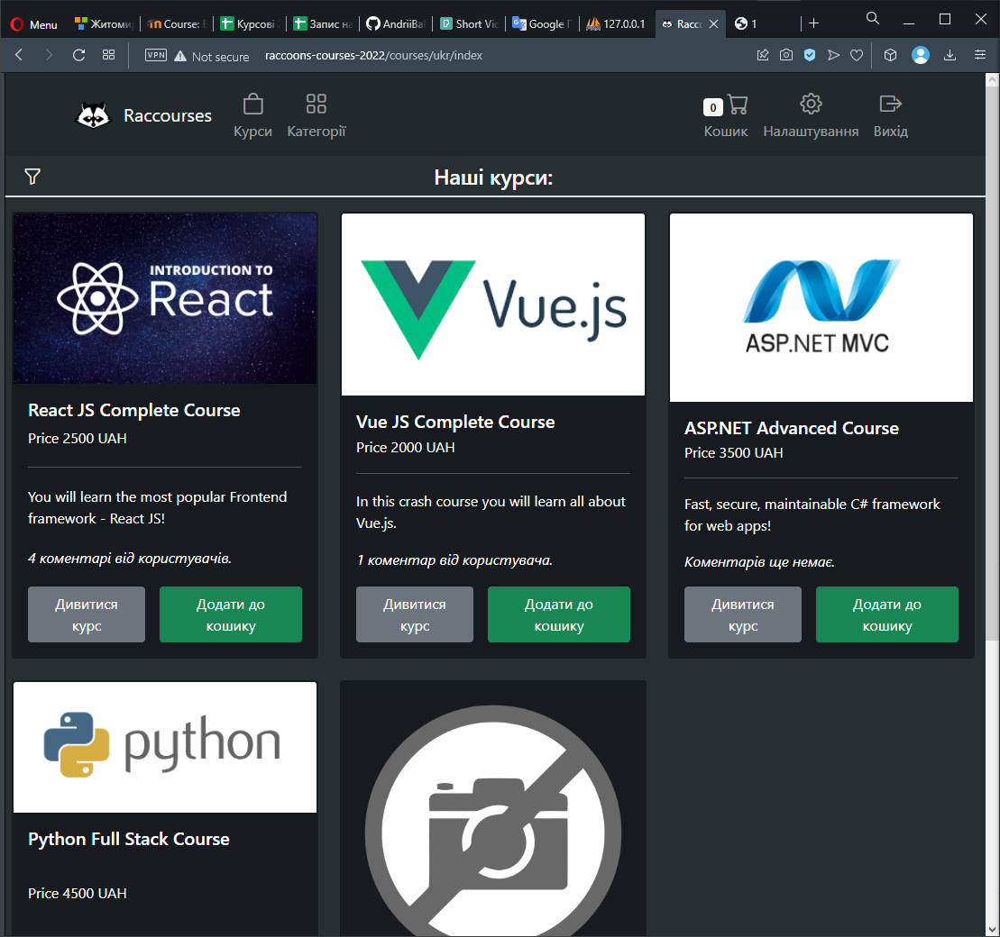 Menu
Житоми
Course: 
Курсові
Запис на
AndriiBal
Short Vic
Google П
127.0.0.1
Racco
1
VPN
Not secure
raccoons-courses-2022/courses/ukr/index
Raccourses
Курси
Категорії
0
Кошик
Налаштування
Вихід
Наші курси:
INTRODUCTION TO
React
Vue.js
ASP.NET MVC
React JS Complete Course
Price 2500 UAH
You will learn the most popular Frontend
framework - React JS!
4 коментарі від користувачів.
Дивитися
курс
Додати до
кошику
Vue JS Complete Course
Price 2000 UAH
In this crash course you will learn all about
Vue.js.
1 коментар від користувача.
Дивитися
курс
Додати до
кошику
ASP.NET Advanced Course
Price 3500 UAH
Fast, secure, maintainable C# framework
for web apps!
Коментарів ще немає.
Дивитися
курс
Додати до
кошику
python
Python Full Stack Course
Price 4500 UAH